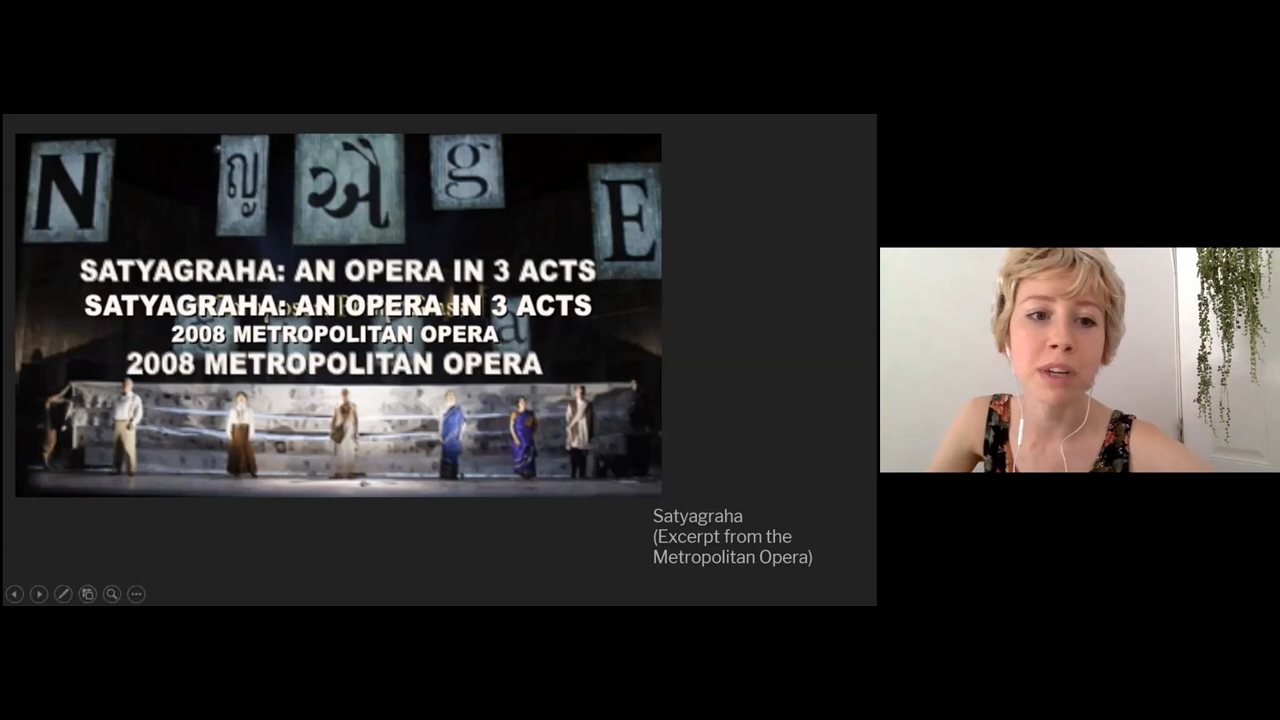 N ญ ઐ g E
SATYAGRAHA: AN OPERA IN 3 ACTS
SATYAGRAHA: AN OPERA IN 3 ACTS
2008 METROPOLITAN OPERA
2008 METROPOLITAN OPERA
Satyagraha
(Excerpt from the
Metropolitan Opera)